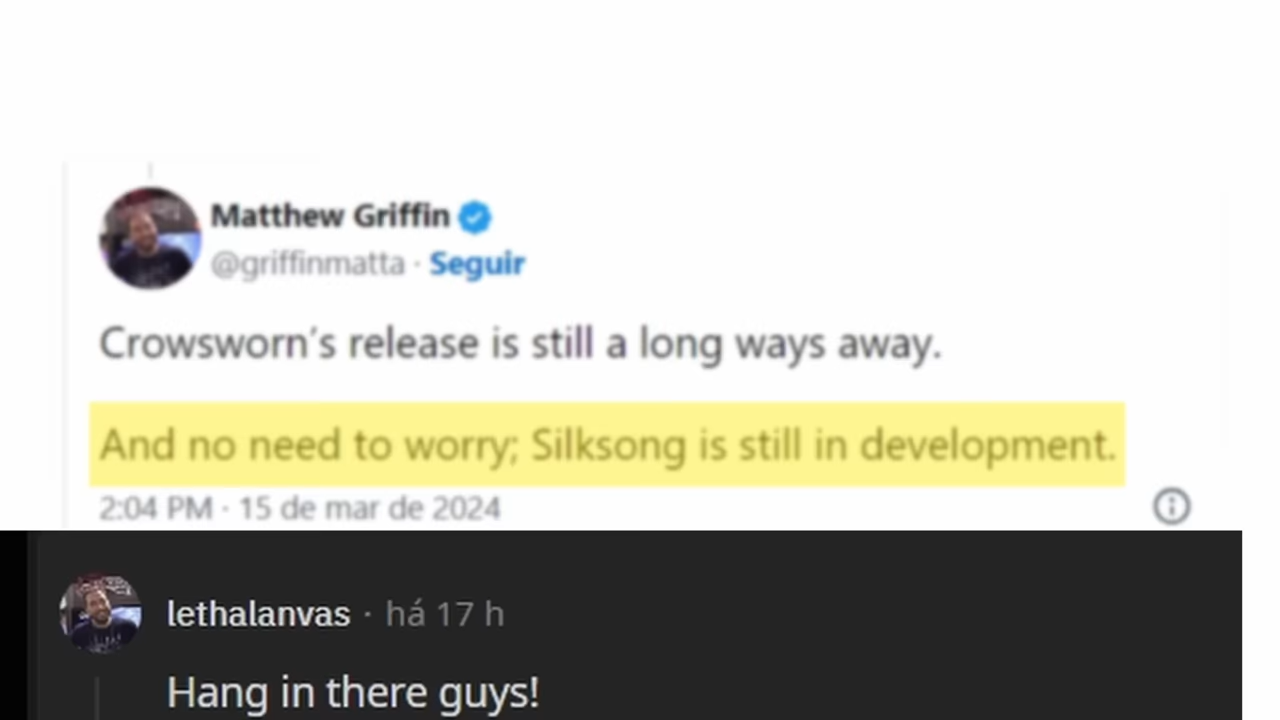 Matthew Griffin
@griffinmatta · Seguir
Crowsworn's release is still a long ways away.
And no need to worry; Silksong is still in development.
2:04 PM · 15 de mar de 2024
lethalanvas · há 17 h
Hang in there guys!